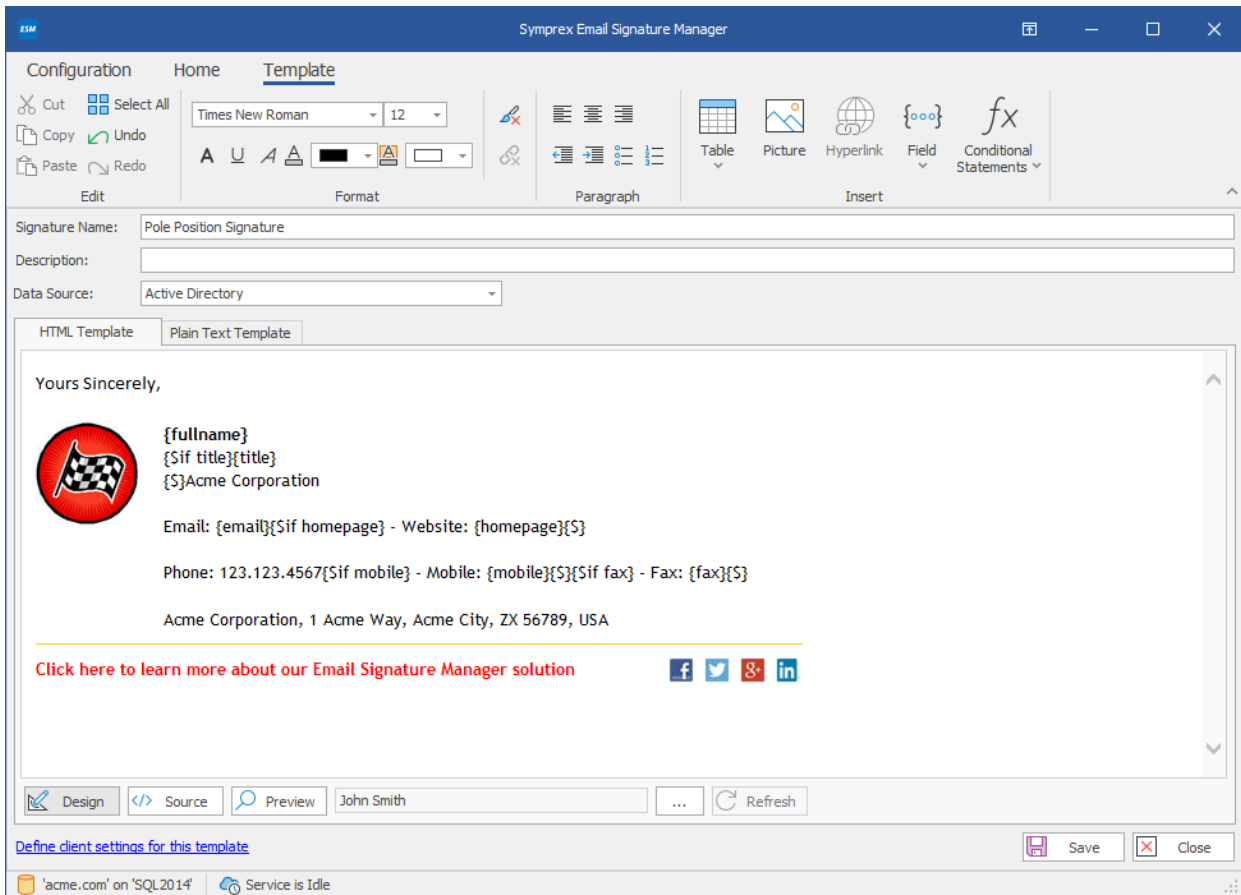 ESM
Symprex Email Signature Manager
Configuration Home Template
Cut Select All
Copy Undo
Paste Redo
Edit
Times New Roman 12
A U A A A
Format
Paragraph
Table
Picture
Hyperlink
{ooo}
Field
fx
Conditional
Statements
Insert
Signature Name: Pole Position Signature
Description:
Data Source: Active Directory
HTML Template Plain Text Template
Yours Sincerely,
{fullname}
{$if title}{title}
{$}Acme Corporation
Email: {email}{$if homepage} - Website: {homepage}{$}
Phone: 123.123.4567{$if mobile} - Mobile: {mobile}{$}{$if fax} - Fax: {fax}{$}
Acme Corporation, 1 Acme Way, Acme City, ZX 56789, USA
Click here to learn more about our Email Signature Manager solution f 8+ in
Design </> Source Preview John Smith ... Refresh
Define client settings for this template Save Close
'acme.com' on 'SQL2014' Service is Idle